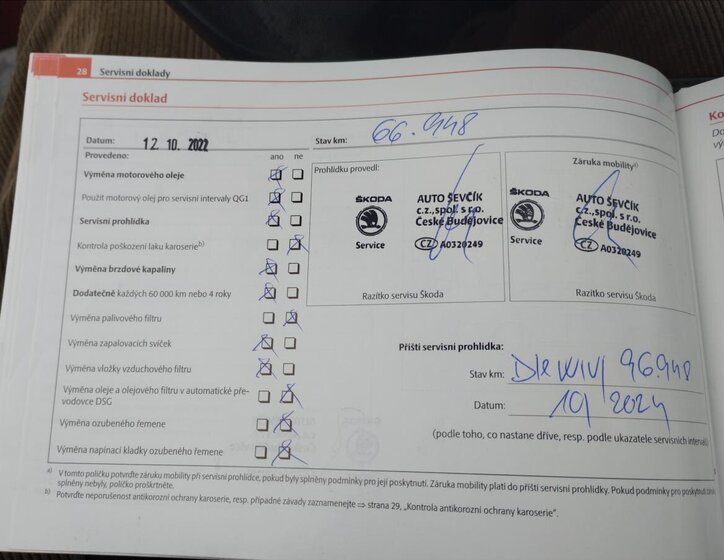 28 Servisní doklady
Servisní doklad
Datum: 12. 10. 2022
Stav km: 66.948
Provedeno: ano ne
Výměna motorového oleje
Použit motorový olej pro servisní intervaly QG1
Servisní prohlídka
Kontrola poškození laku karoserie b)
Výměna brzdové kapaliny
Dodatečně každých 60 000 km nebo 4 roky
Výměna palivového filtru
Výměna zapalovacích svíček
Výměna vložky vzduchového filtru
Výměna oleje a olejového filtru v automatické pře-
vodovce DSG
Výměna ozubeného řemene
Výměna napínací kladky ozubeného řemene
Prohlídku provedl:
ŠKODA
Service
AUTO ŠEVČÍK
c.z.,spol. s r.o.
České Budějovice
CZ A0320249
Razítko servisu Škoda
Záruka mobility a)
ŠKODA
Service
AUTO ŠEVČÍK
c.z.,spol. s r.o.
České Budějovice
CZ A0320249
Razítko servisu Škoda
Příští servisní prohlídka:
Stav km: 96.948
Datum: 10/2024
(podle toho, co nastane dříve, resp. podle ukazatele servisních interval
a) V tomto políčku potvrďte záruku mobility při servisní prohlídce, pokud byly splněny podmínky pro její poskytnutí. Záruka mobility platí do příští servisní prohlídky. Pokud podmínky pro poskytnutí
splněny nebyly, políčko proškrtněte.
b) Potvrďte neporušenost antikorozní ochrany karoserie, resp. případné závady zaznamenejte ⇒ strana 29, „Kontrola antikorozní ochrany karoserie".
Ko